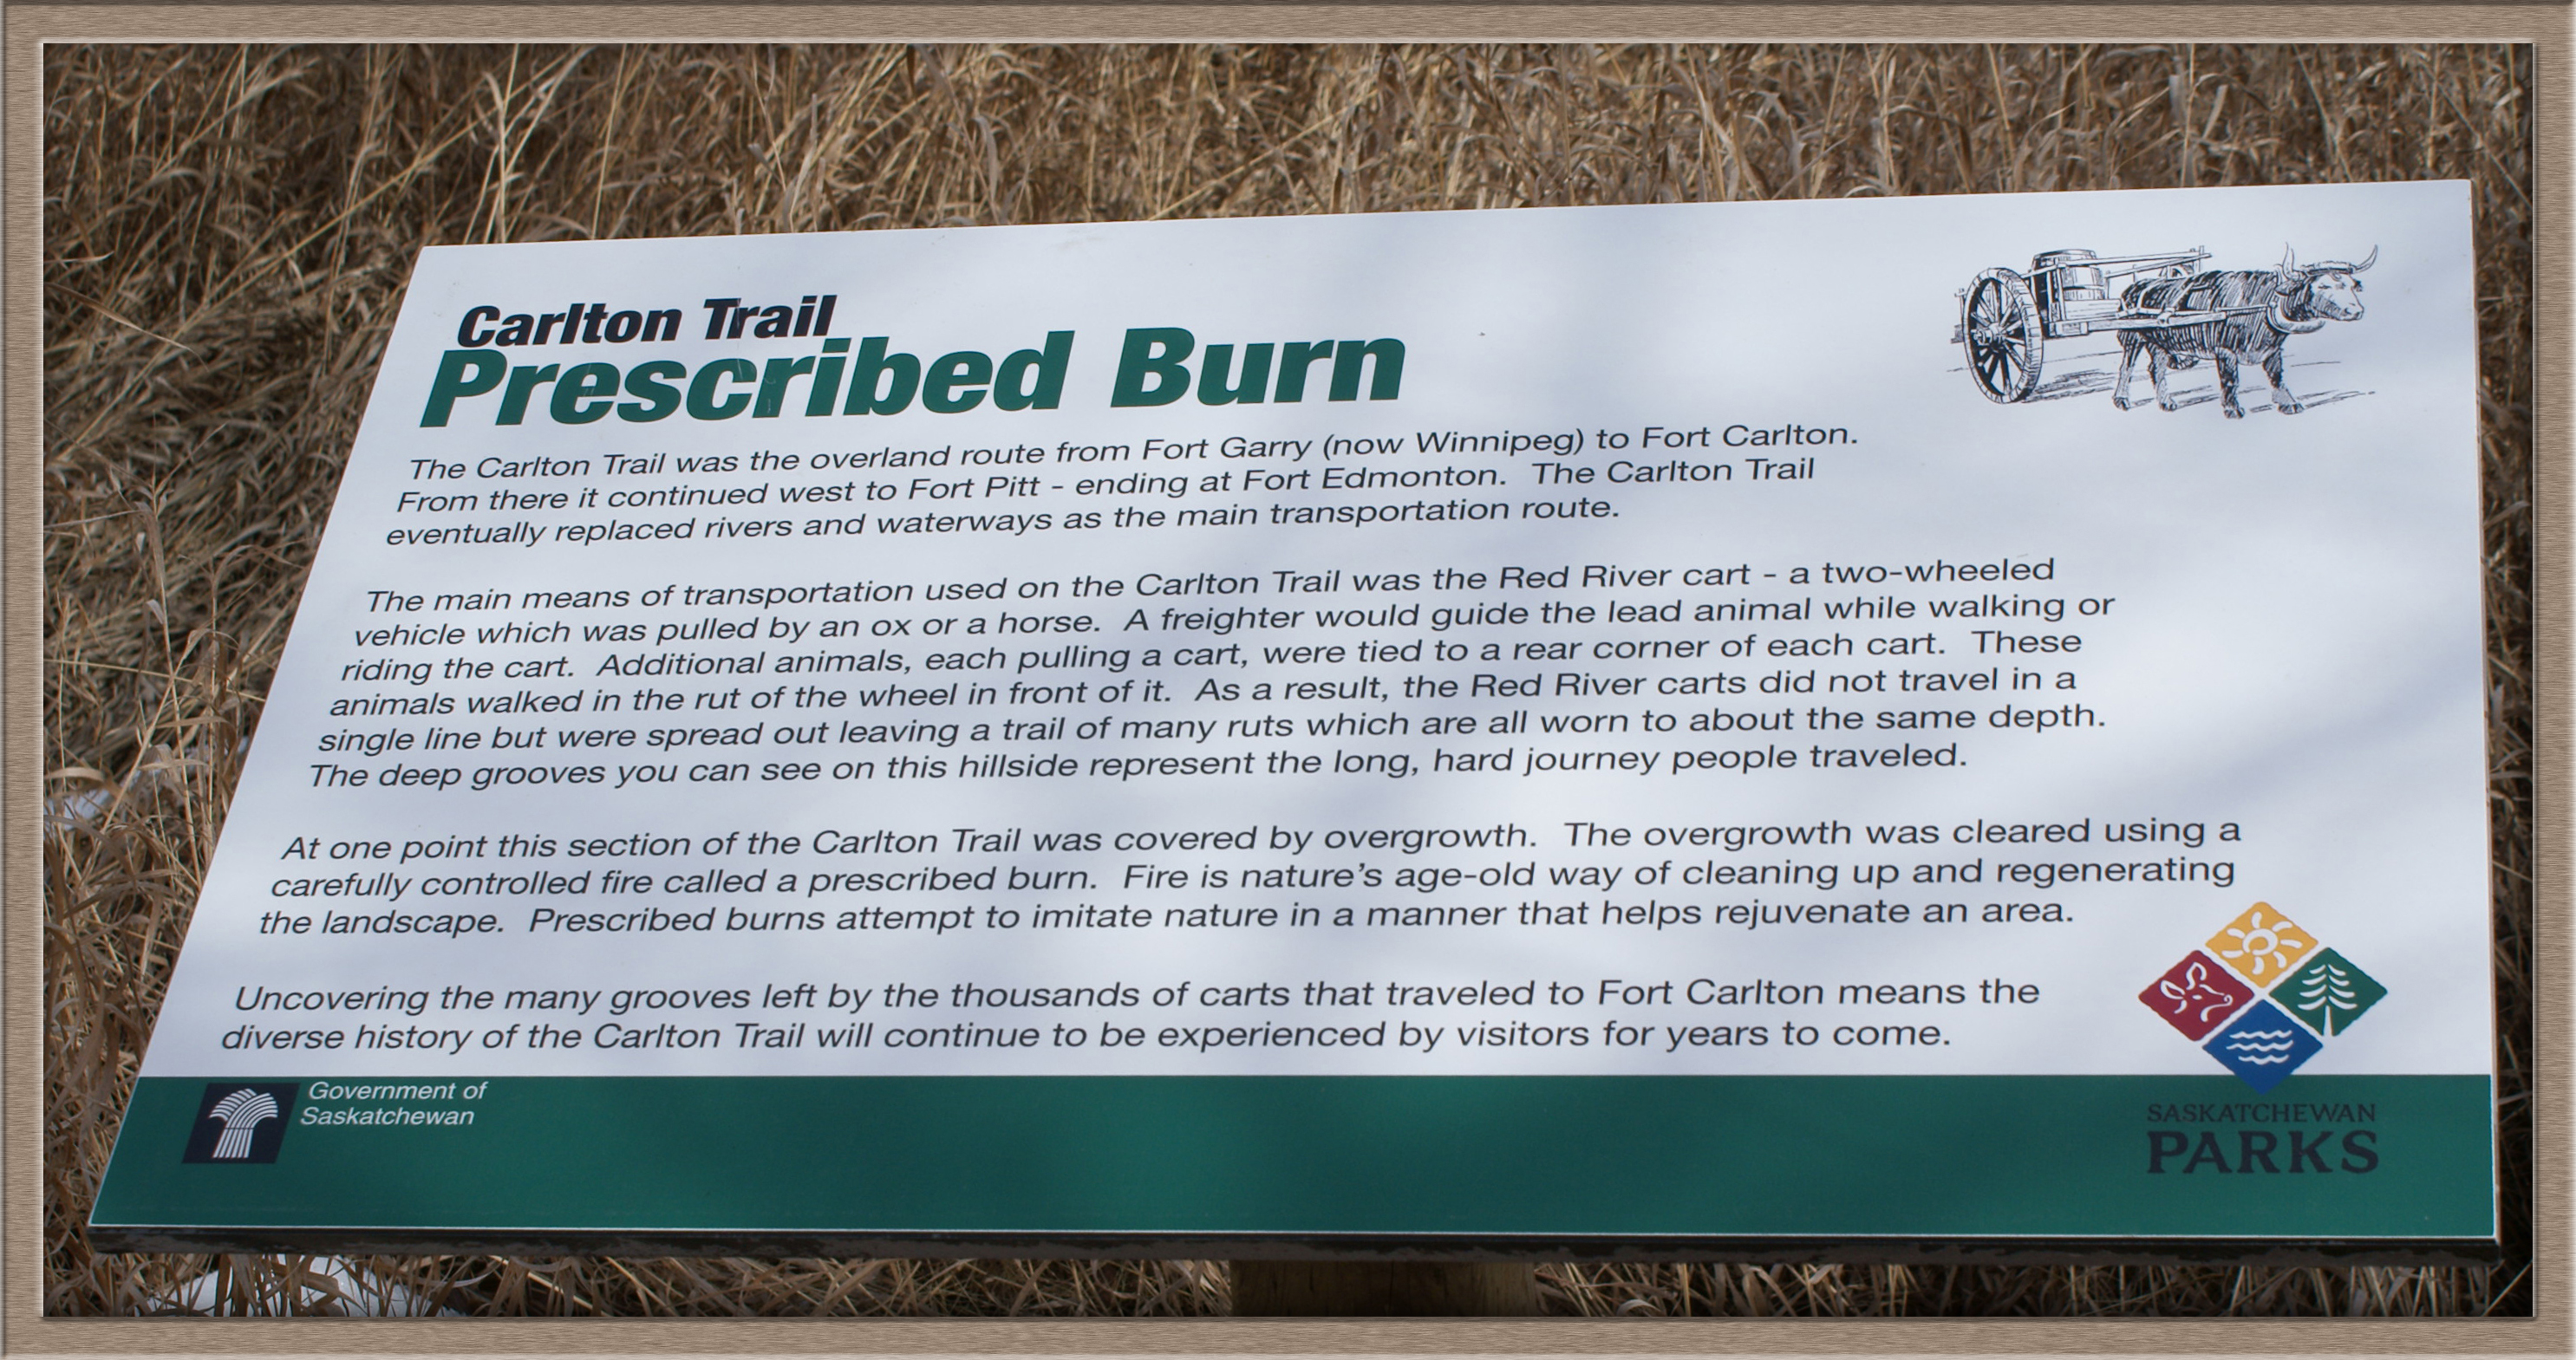 Carlton Trail
Prescribed Burn
The Carlton Trail was the overland route from Fort Garry (now Winnipeg) to Fort Carlton.
From there it continued west to Fort Pitt - ending at Fort Edmonton. The Carlton Trail
eventually replaced rivers and waterways as the main transportation route.
The main means of transportation used on the Carlton Trail was the Red River cart - a two-wheeled
vehicle which was pulled by an ox or a horse. A freighter would guide the lead animal while walking or
riding the cart. Additional animals, each pulling a cart, were tied to a rear corner of each cart. These
animals walked in the rut of the wheel in front of it. As a result, the Red River carts did not travel in a
single line but were spread out leaving a trail of many ruts which are all worn to about the same depth.
The deep grooves you can see on this hillside represent the long, hard journey people traveled.
At one point this section of the Carlton Trail was covered by overgrowth. The overgrowth was cleared using a
carefully controlled fire called a prescribed burn. Fire is nature's age-old way of cleaning up and regenerating
the landscape. Prescribed burns attempt to imitate nature in a manner that helps rejuvenate an area.
Uncovering the many grooves left by the thousands of carts that traveled to Fort Carlton means the
diverse history of the Carlton Trail will continue to be experienced by visitors for years to come.
Government of
Saskatchewan
SASKATCHEWAN
PARKS